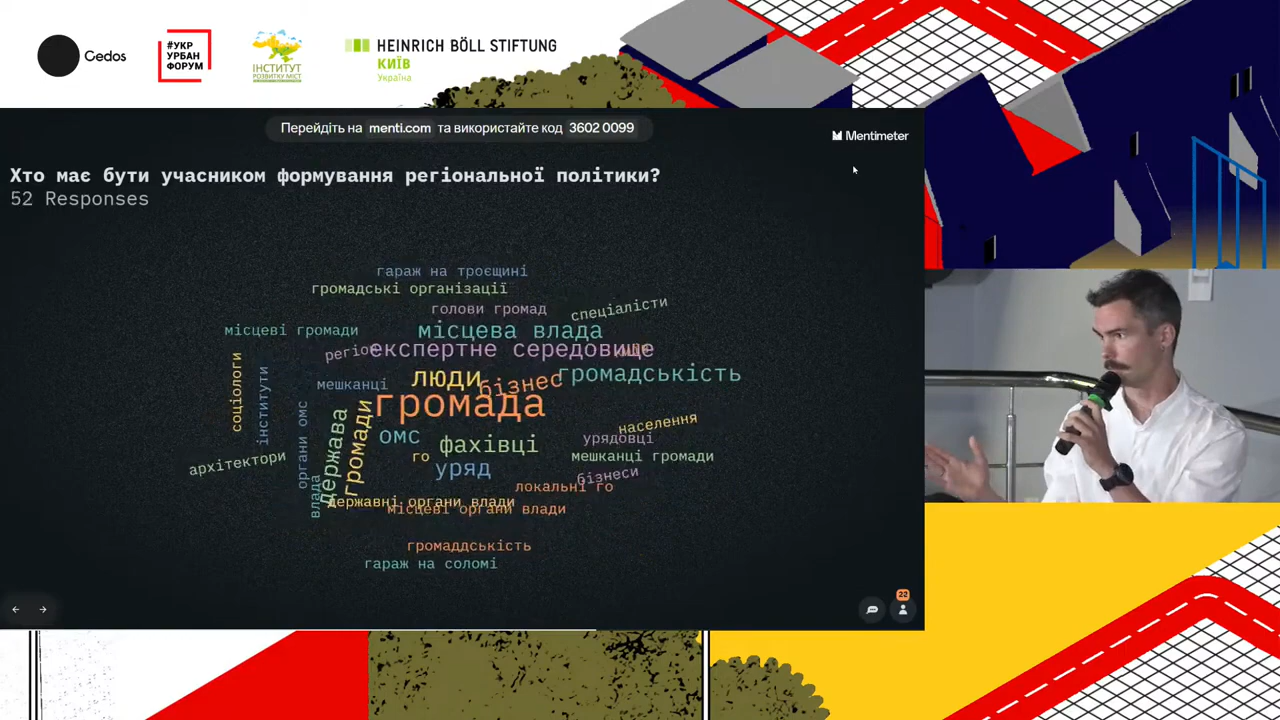 Cedos
#УКР
УРБАН
ФОРУМ
ІНСТИТУТ
РОЗВИТКУ МІСТ
HEINRICH BÖLL STIFTUNG
КИЇВ
Україна
Перейдіть на menti.com та використайте код 3602 0099
Mentimeter
Хто має бути учасником формування регіональної політики?
52 Responses
гараж на троєщині
громадські організації
голови громад
спеціалісти
місцеві громади
місцева влада
регіон
експертне середовище
люди
бізнес
громадськість
мешканці
соціологи
інститути
громада
органи омс
держава
громади
омс
фахівці
населення
урядовці
го
мешканці громади
архітектори
уряд
бізнеси
влада
локальні го
державні органи влади
місцеві органи влади
громаддськість
гараж на соломі
22